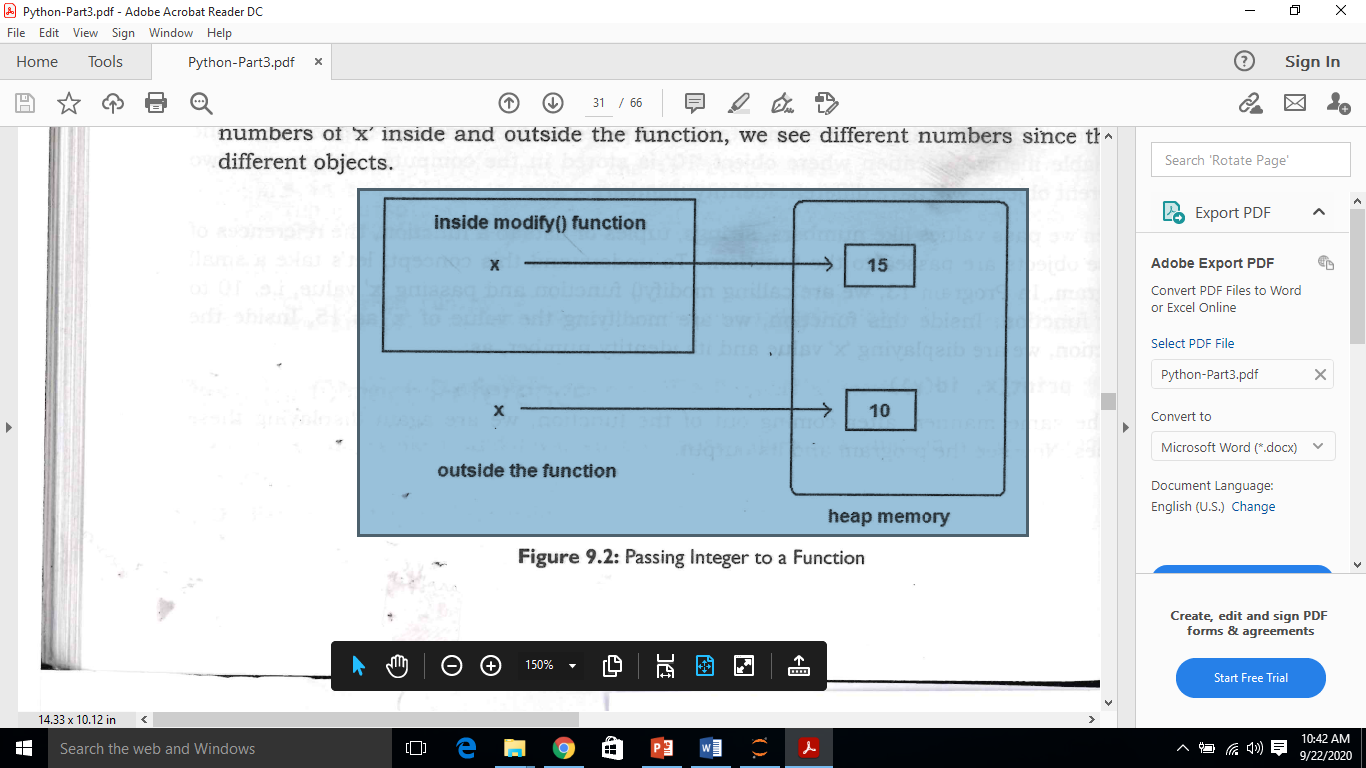 Python-Part3.pdf - Adobe Acrobat Reader DC
File Edit View Sign Window Help
Home Tools Python-Part3.pdf × ? Sign In
31 / 66
numbers of 'x' inside and outside the function, we see different numbers since th
different objects.
inside modify() function
x
15
x
10
outside the function
heap memory
Figure 9.2: Passing Integer to a Function
150%
14.33 x 10.12 in
Search 'Rotate Page'
Export PDF
Adobe Export PDF
Convert PDF Files to Word
or Excel Online
Select PDF File
Python-Part3.pdf
Convert to
Microsoft Word (*.docx)
Document Language:
English (U.S.) Change
Create, edit and sign PDF
forms & agreements
Start Free Trial
Search the web and Windows
10:42 AM
9/22/2020